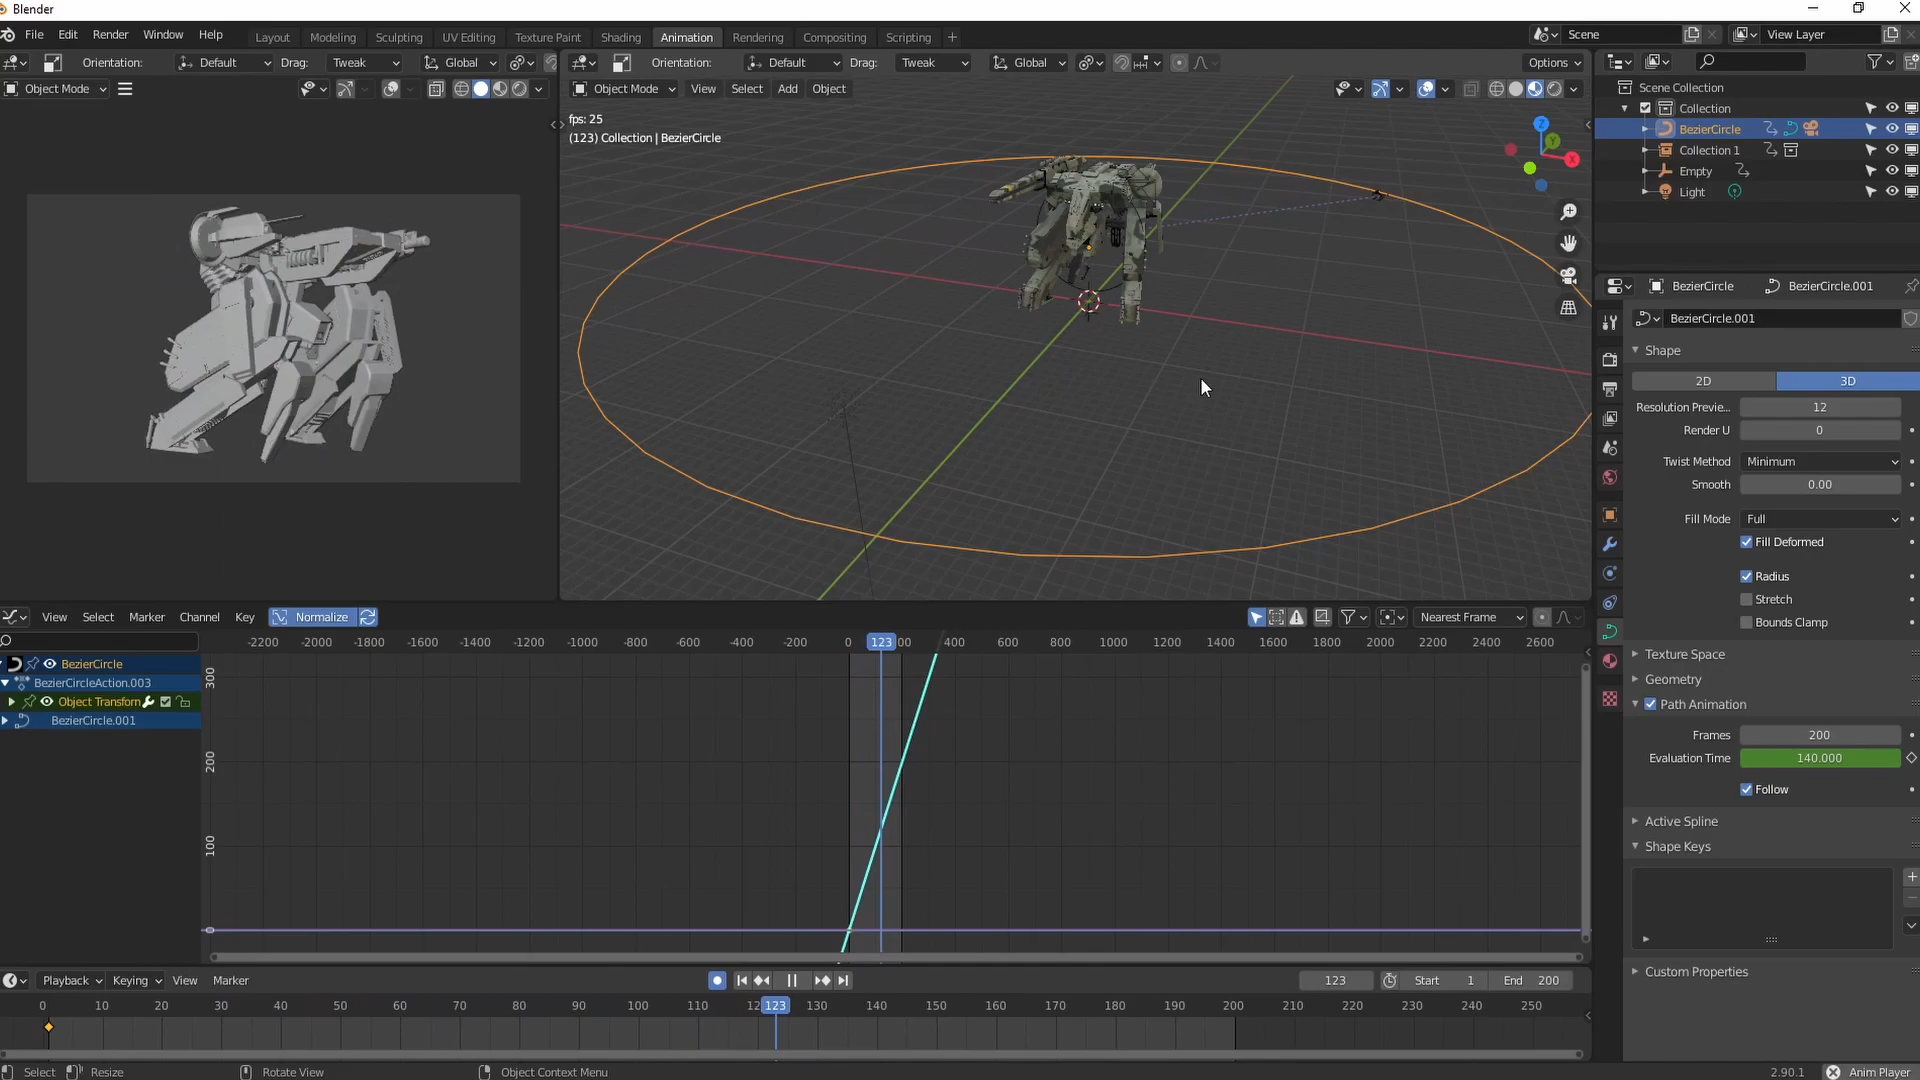 Blender
File Edit Render Window Help Layout Modeling Sculpting UV Editing Texture Paint Shading Animation Rendering Compositing Scripting + Scene View Layer
Orientation: Default Drag: Tweak Global Orientation: Default Drag: Tweak Global Options
Object Mode Object Mode View Select Add Object
fps: 25
(123) Collection | BezierCircle
Z
Y
X
Scene Collection
Collection
BezierCircle
Collection 1
Empty
Light
BezierCircle BezierCircle.001
BezierCircle.001
Shape
2D 3D
Resolution Previe... 12
Render U 0
Twist Method Minimum
Smooth 0.00
Fill Mode Full
Fill Deformed
Radius
Stretch
Bounds Clamp
Texture Space
Geometry
Path Animation
Frames 200
Evaluation Time 140.000
Follow
Active Spline
Shape Keys
Custom Properties
View Select Marker Channel Key Normalize Nearest Frame
-2200 -2000 -1800 -1600 -1400 -1200 -1000 -800 -600 -400 -200 0 123 00 400 600 800 1000 1200 1400 1600 1800 2000 2200 2400 2600
BezierCircle
BezierCircleAction.003
Object Transforn
BezierCircle.001
300
200
100
Playback Keying View Marker 123 Start 1 End 200
0 10 20 30 40 50 60 70 80 90 100 110 12 123 130 140 150 160 170 180 190 200 210 220 230 240 250
Select Resize Rotate View Object Context Menu 2.90.1 Anim Player